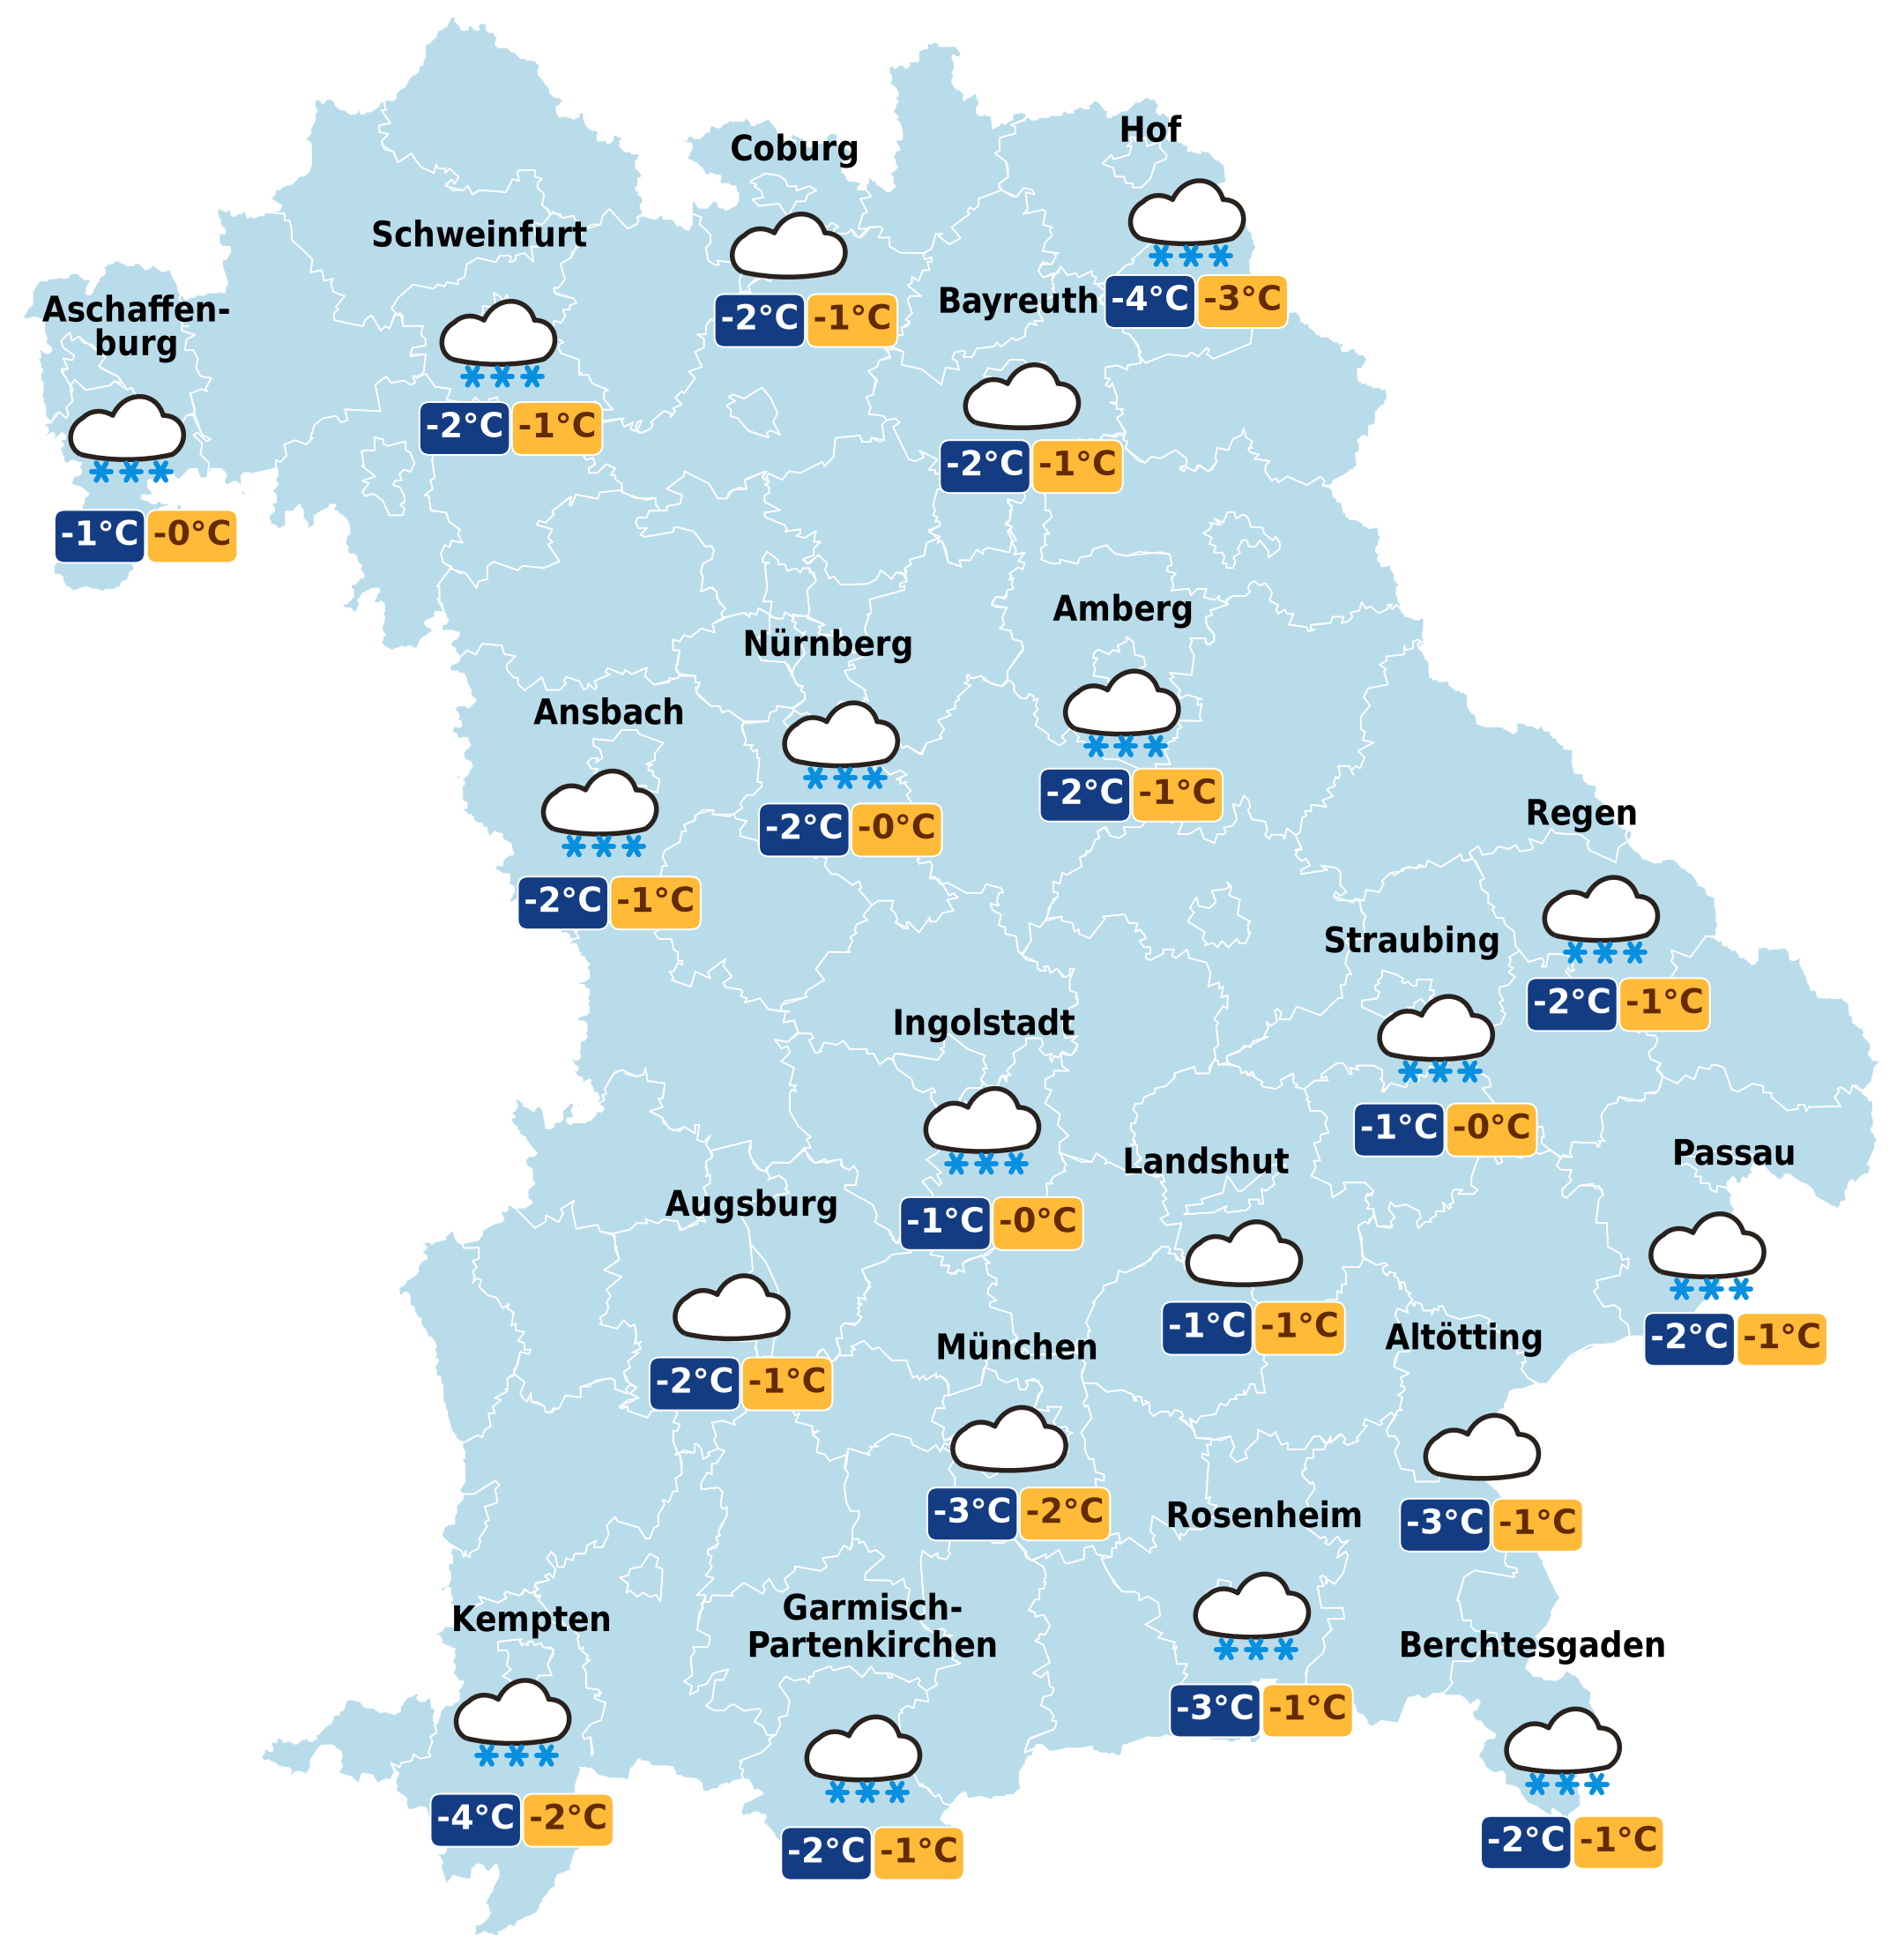 Hof
-4°C -3°C
Coburg
-2°C -1°C
Schweinfurt
-2°C -1°C
Bayreuth
-2°C -1°C
Aschaffen-
burg
-1°C -0°C
Amberg
-2°C -1°C
Nürnberg
-2°C -0°C
Ansbach
-2°C -1°C
Regen
-2°C -1°C
Straubing
-1°C -0°C
Ingolstadt
-1°C -0°C
Passau
-2°C -1°C
Landshut
-1°C -1°C
Augsburg
-2°C -1°C
Altötting
-3°C -1°C
München
-3°C -2°C
Rosenheim
-3°C -1°C
Garmisch-
Partenkirchen
-2°C -1°C
Kempten
-4°C -2°C
Berchtesgaden
-2°C -1°C